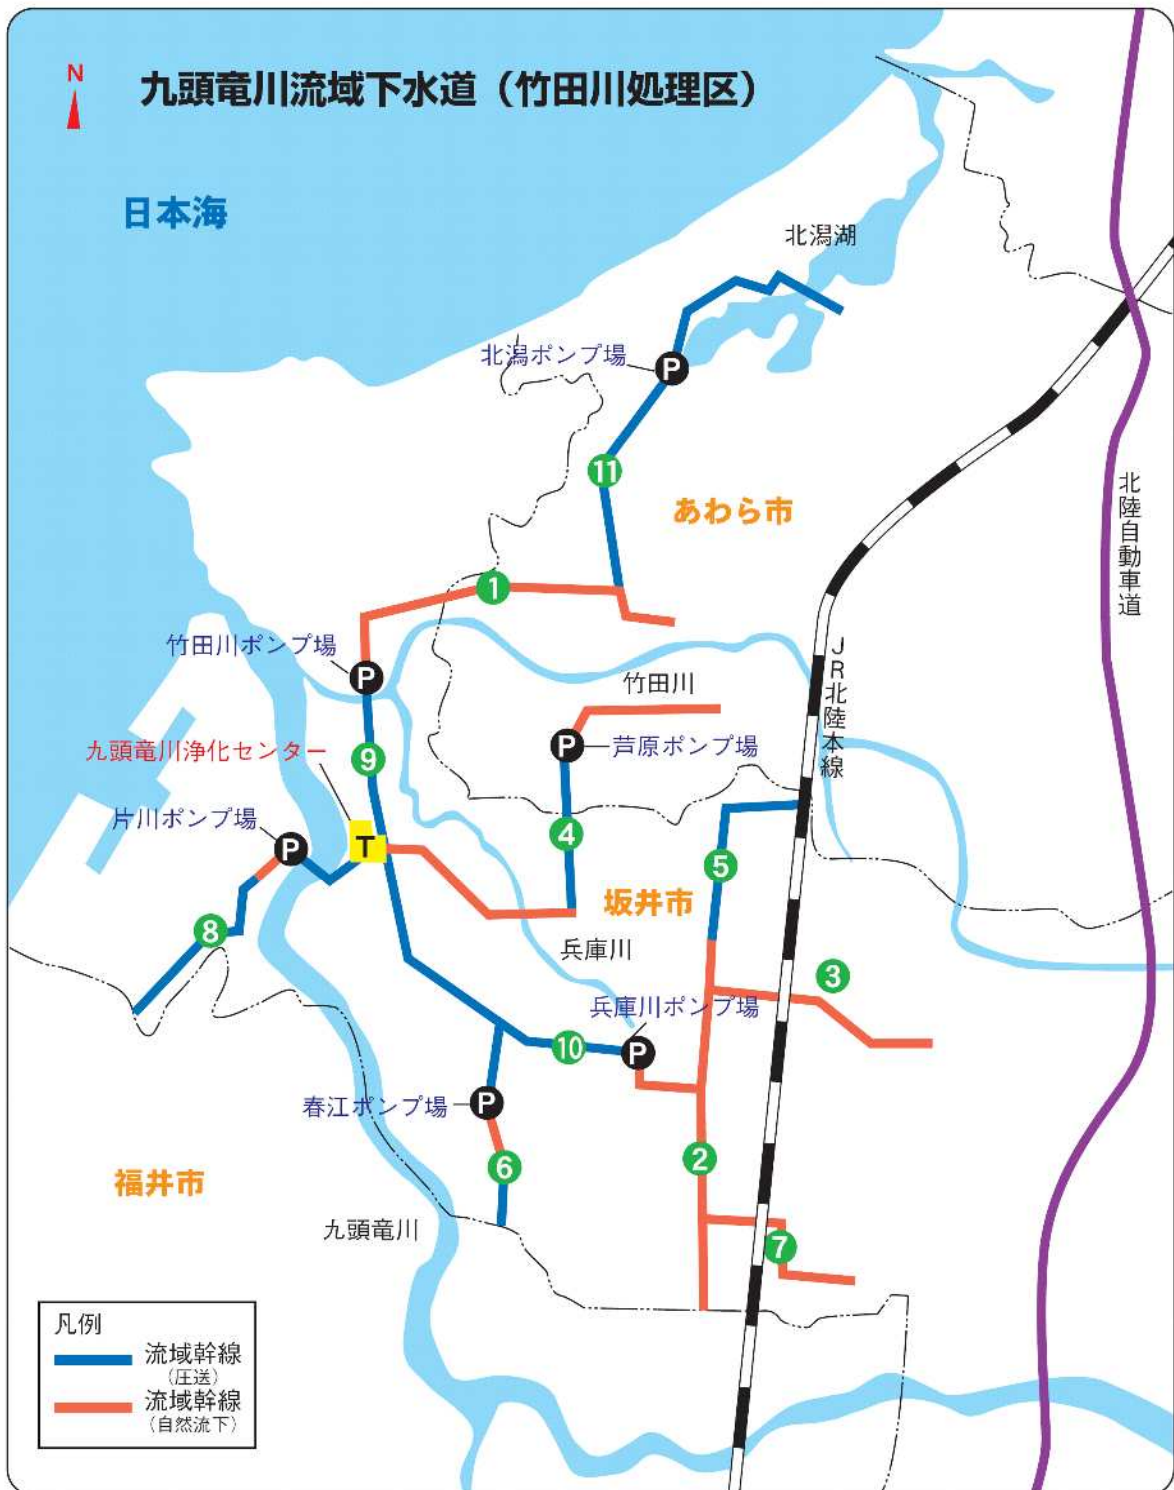 N
九頭竜川流域下水道（竹田川処理区）
日本海
北潟湖
北潟ポンプ場
P
11
あわら市
北陸自動車道
1
竹田川ポンプ場
P
JR北陸本線
竹田川
九頭竜川浄化センター
9
P
芦原ポンプ場
片川ポンプ場
P
T
4
5
坂井市
8
兵庫川
3
兵庫川ポンプ場
10
P
春江ポンプ場
P
2
6
福井市
九頭竜川
7
凡例
流域幹線
（圧送）
流域幹線
（自然流下）